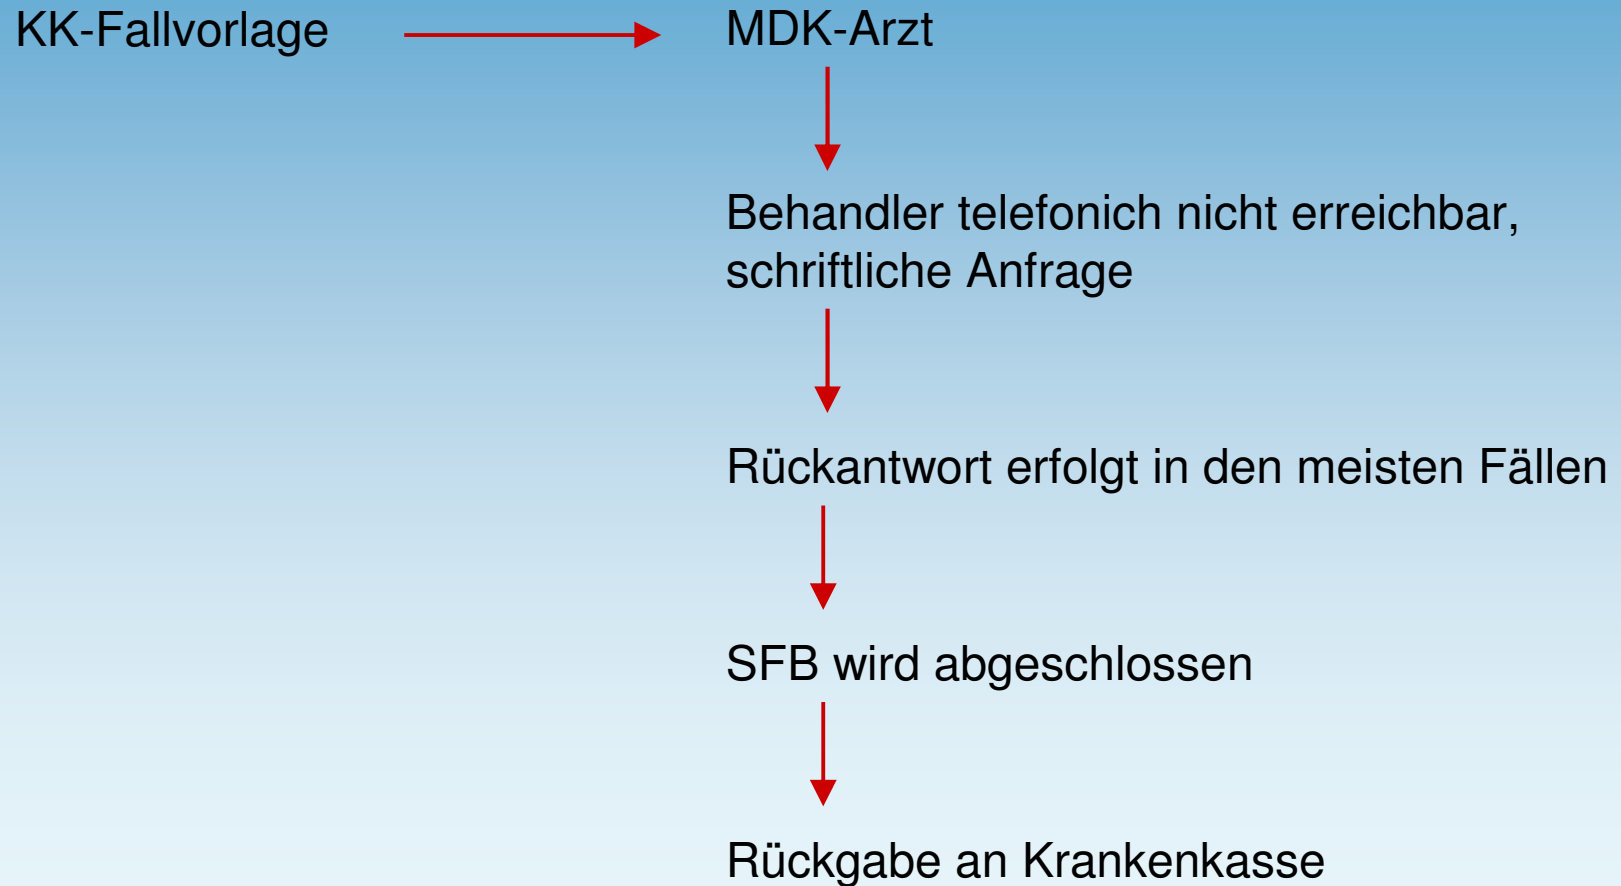 KK-Fallvorlage
MDK-Arzt
Behandler telefonich nicht erreichbar,
schriftliche Anfrage
Rückantwort erfolgt in den meisten Fällen
SFB wird abgeschlossen
Rückgabe an Krankenkasse